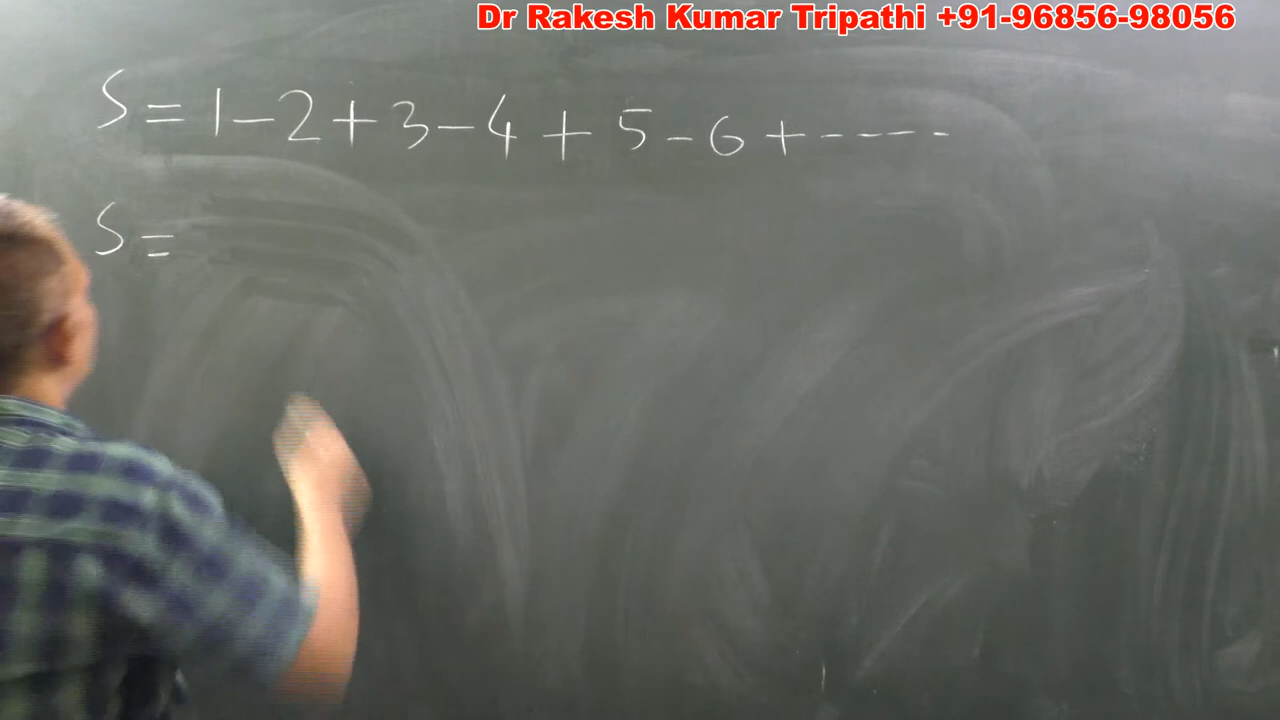 Dr Rakesh Kumar Tripathi +91-96856-98056
S = 1 - 2 + 3 - 4 + 5 - 6 + -----
S =